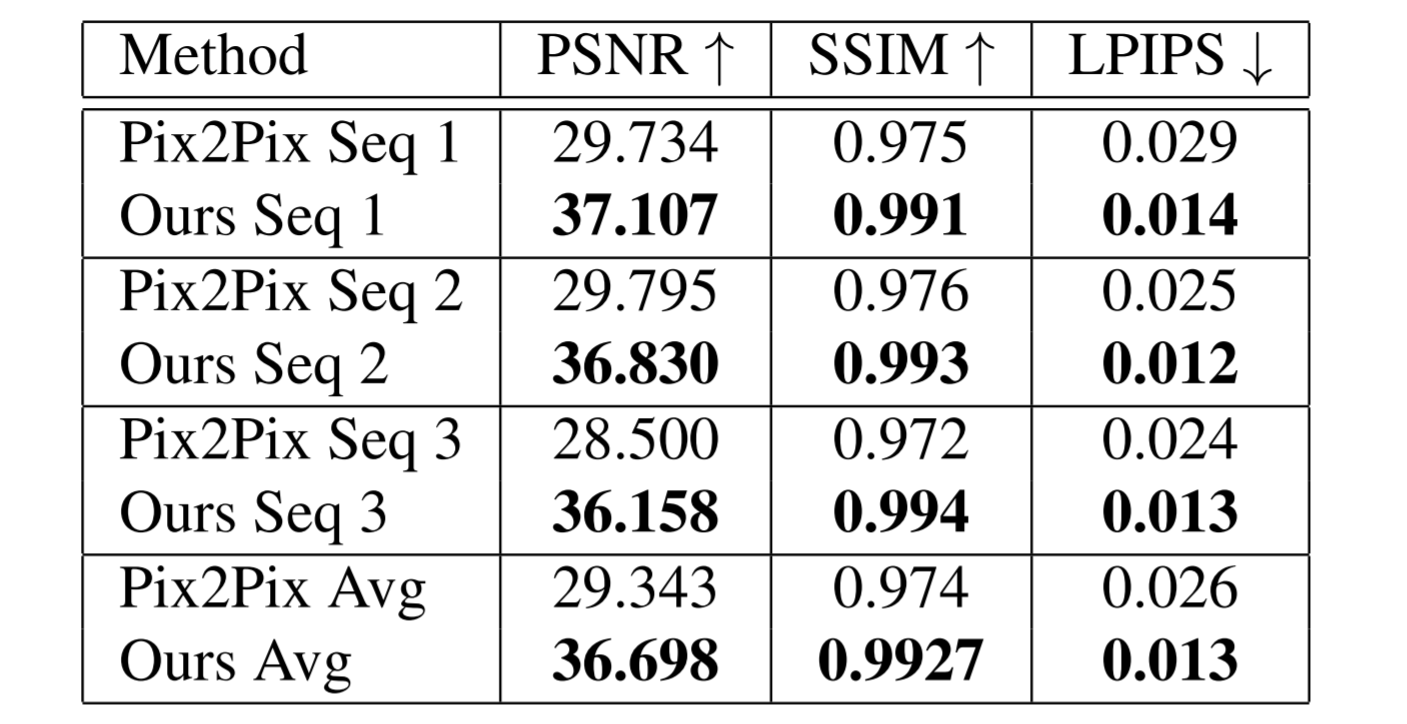 Method PSNR ↑ SSIM ↑ LPIPS ↓
Pix2Pix Seq 1 29.734 0.975 0.029
Ours Seq 1 37.107 0.991 0.014
Pix2Pix Seq 2 29.795 0.976 0.025
Ours Seq 2 36.830 0.993 0.012
Pix2Pix Seq 3 28.500 0.972 0.024
Ours Seq 3 36.158 0.994 0.013
Pix2Pix Avg 29.343 0.974 0.026
Ours Avg 36.698 0.9927 0.013